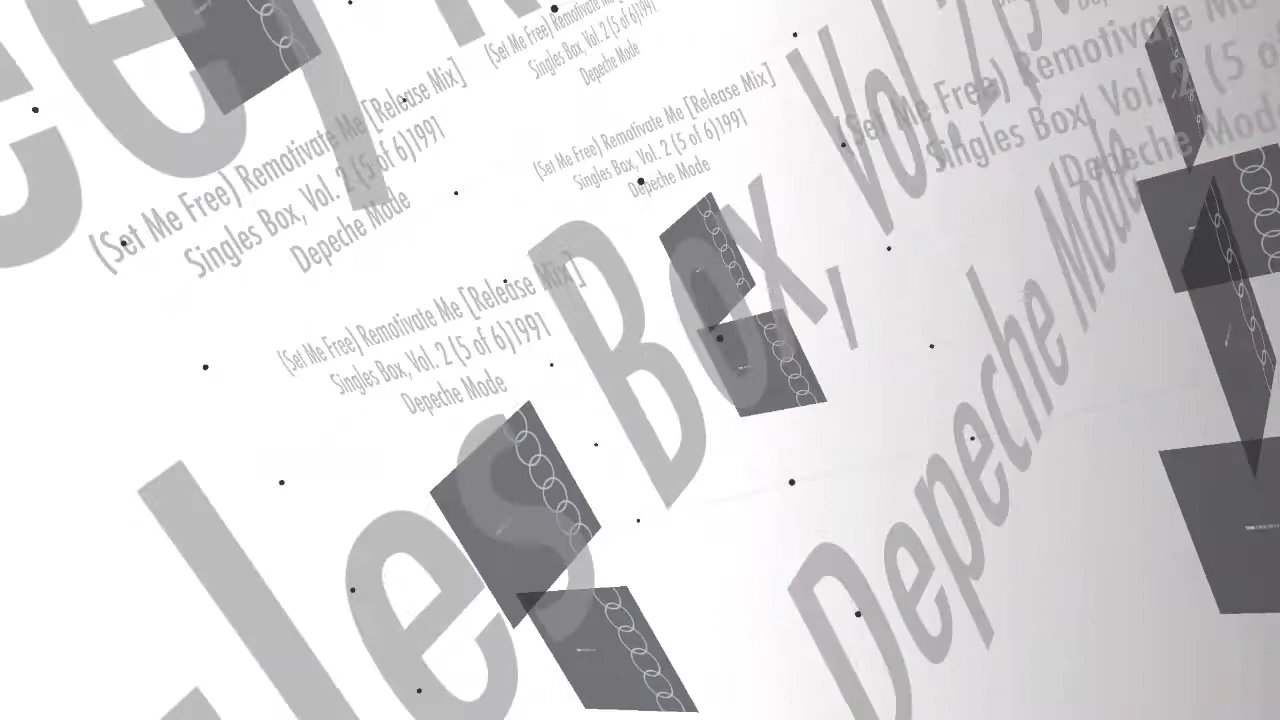 (Set Me Free) Remotivate Me [Release Mix]
Singles Box, Vol. 2 (5 of 6)1991
Depeche Mode
(Set Me Free) Remotivate Me
Singles Box, Vol. 2 (5 of 6)1991
Depeche Mode
(Set Me Free) Remotivate Me [Release Mix]
Singles Box, Vol. 2 (5 of 6)1991
Depeche Mode
(Set Me Free) Remotivate Me
Singles Box, Vol. 2 (5 o
Depeche Mode
(Set Me Free) Remotivate Me [Release Mix]
Singles Box, Vol. 2 (5 of 6)1991
Depeche Mode
les Box, Vol. 2 (5
Depeche Mode